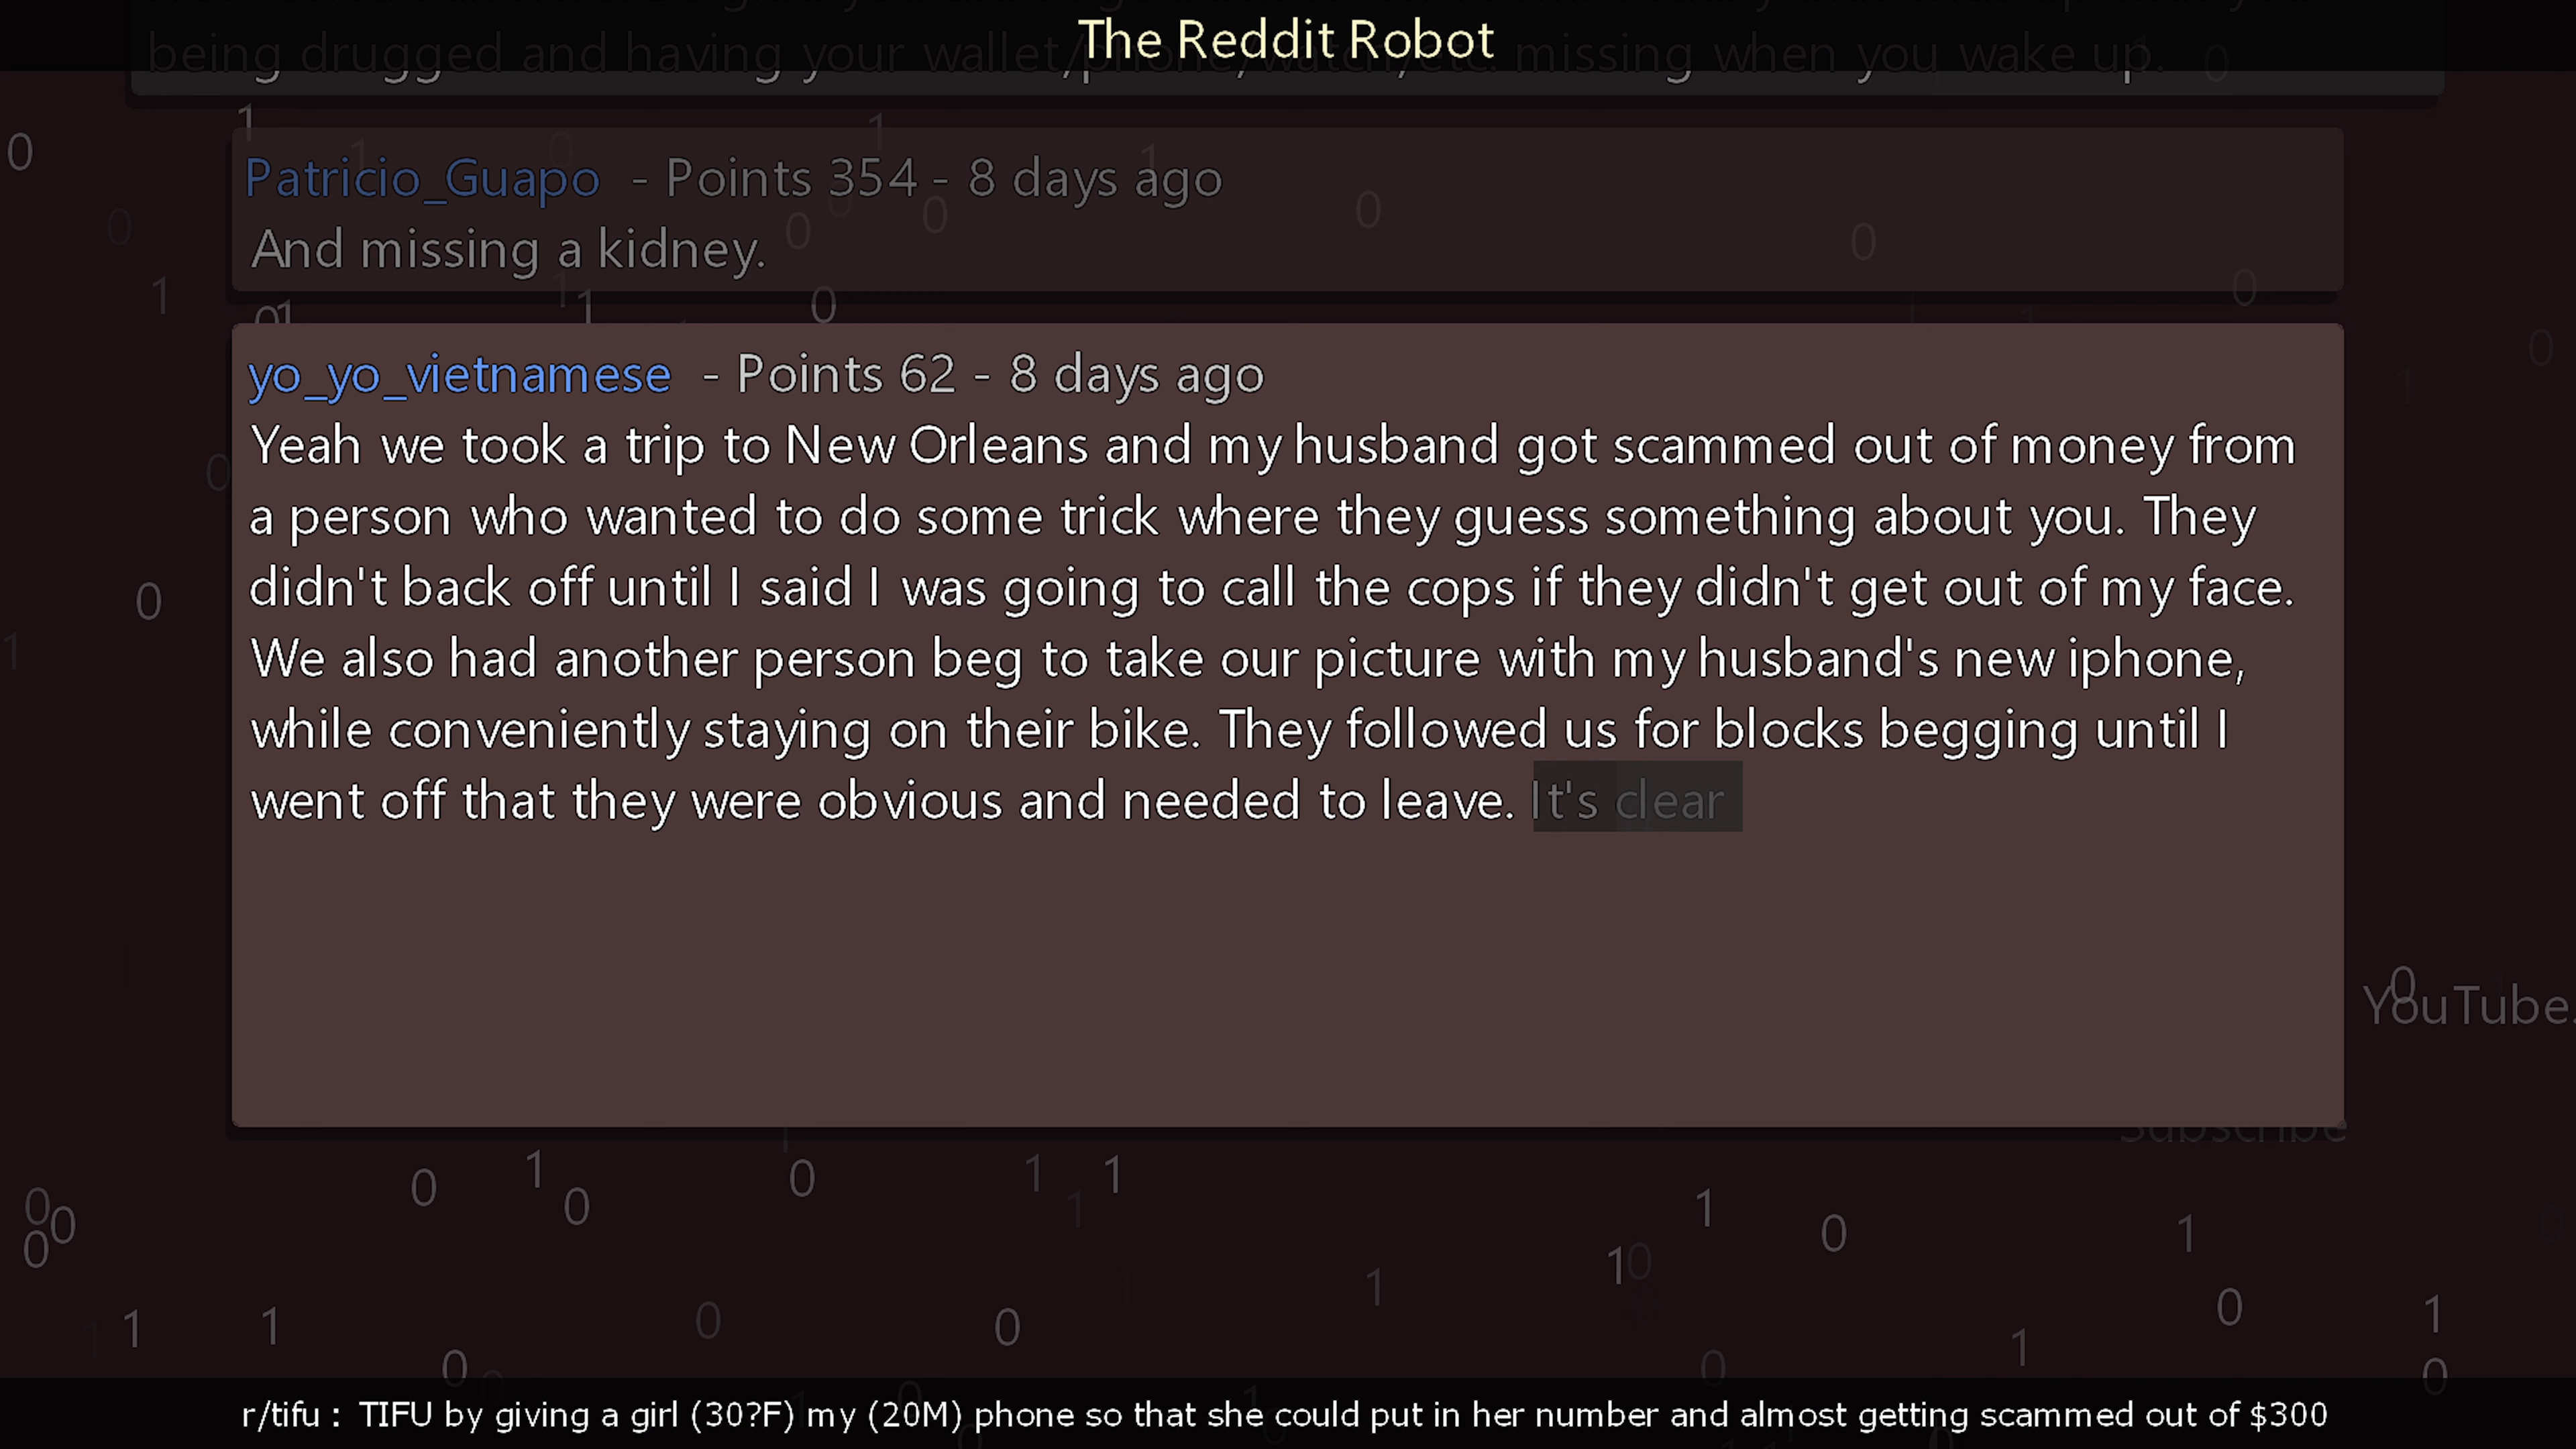 The Reddit Robot
being drugged and having your wallet/phone/watch/etc. missing when you wake up.
Patricio_Guapo - Points 354 - 8 days ago
And missing a kidney.
yo_yo_vietnamese - Points 62 - 8 days ago
Yeah we took a trip to New Orleans and my husband got scammed out of money from
a person who wanted to do some trick where they guess something about you. They
didn't back off until I said I was going to call the cops if they didn't get out of my face.
We also had another person beg to take our picture with my husband's new iphone,
while conveniently staying on their bike. They followed us for blocks begging until I
went off that they were obvious and needed to leave. It's clear
YouTube.
Subscribe
r/tifu : TIFU by giving a girl (30?F) my (20M) phone so that she could put in her number and almost getting scammed out of $300